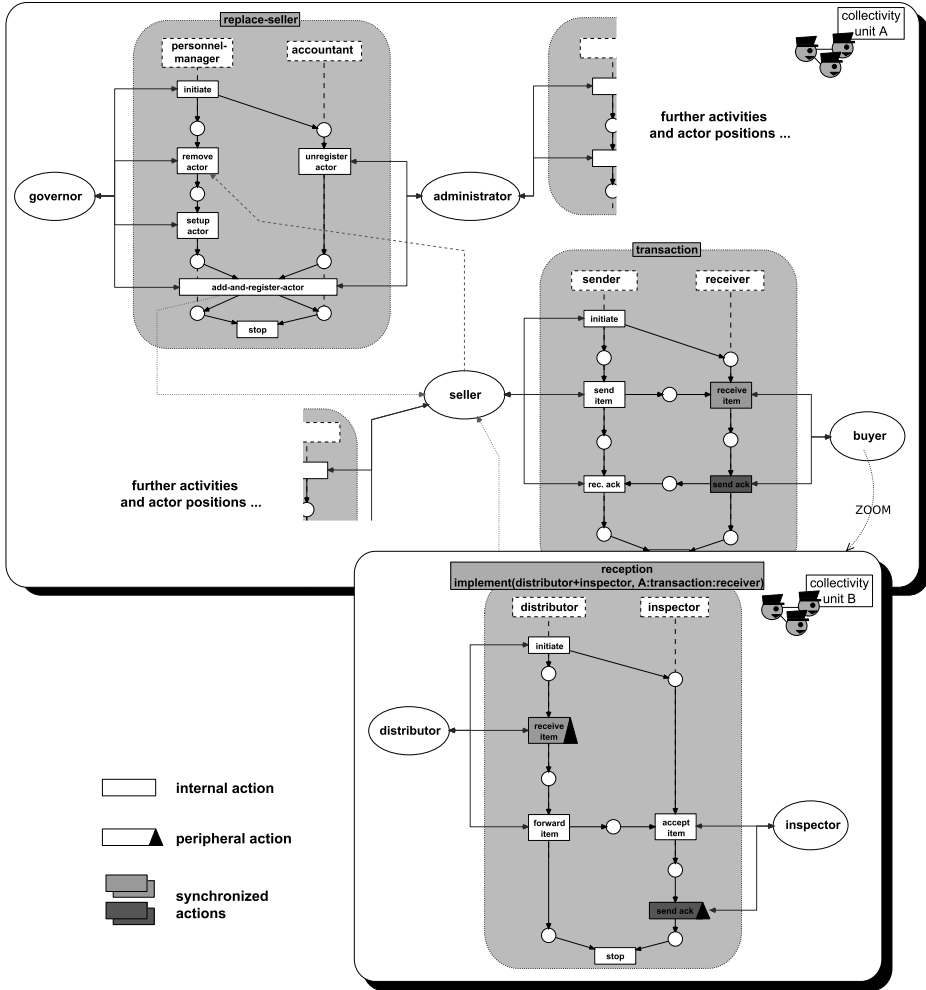 replace-seller
collectivity
unit A
personnel-
manager
accountant
initiate
further activities
and actor positions ...
remove
actor
unregister
actor
governor
administrator
setup
actor
transaction
add-and-register-actor
sender
receiver
initiate
stop
seller
send
item
receive
item
buyer
further activities
and actor positions ...
rec. ack
send ack
ZOOM
reception
implement(distributor+inspector, A:transaction:receiver)
collectivity
unit B
distributor
inspector
initiate
distributor
receive
item
internal action
forward
item
accept
item
inspector
peripheral action
synchronized
actions
send ack
stop